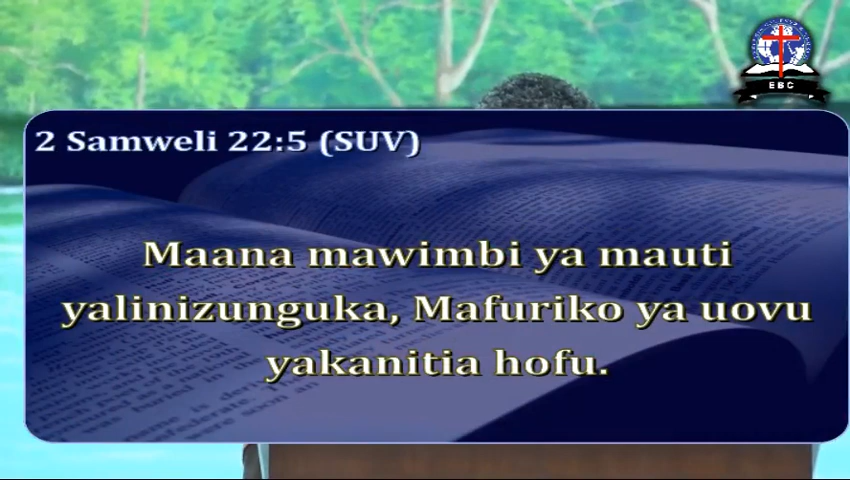 EBC
2 Samweli 22:5 (SUV)
Maana mawimbi ya mauti
yalinizunguka, Mafuriko ya uovu
yakanitia hofu.